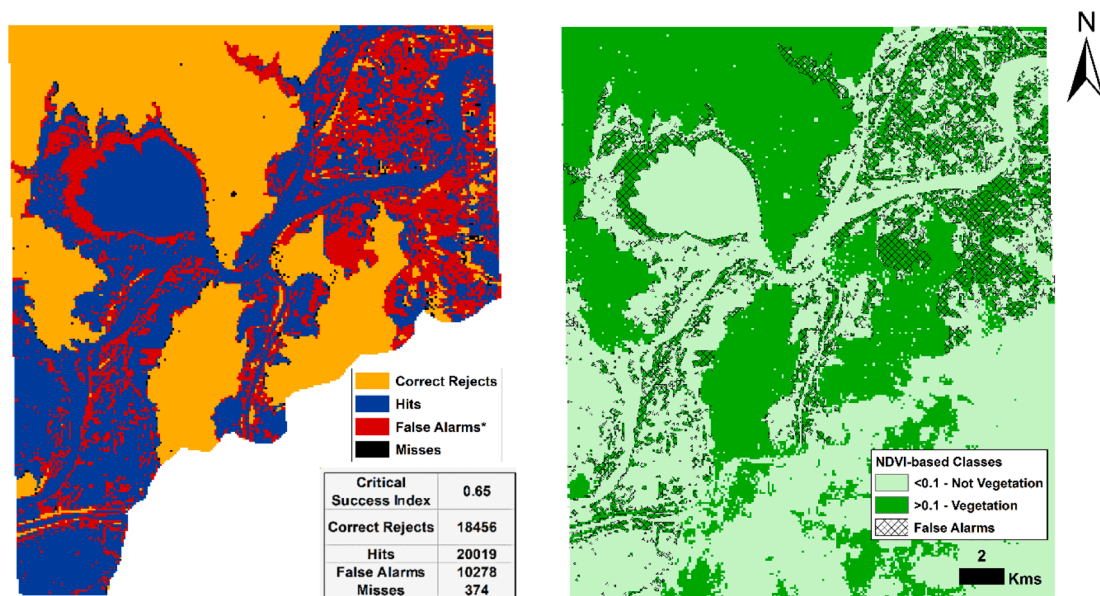 N
Correct Rejects
Hits
False Alarms*
Misses
Critical
Success Index
0.65
Correct Rejects 18456
Hits 20019
False Alarms 10278
Misses 374
NDVI-based Classes
<0.1 - Not Vegetation
>0.1 - Vegetation
False Alarms
2
Kms